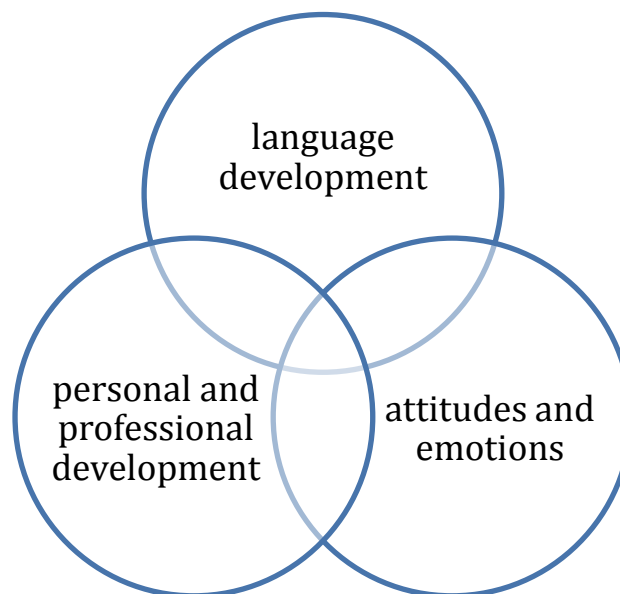 language
development
personal and
professional
development
attitudes and
emotions